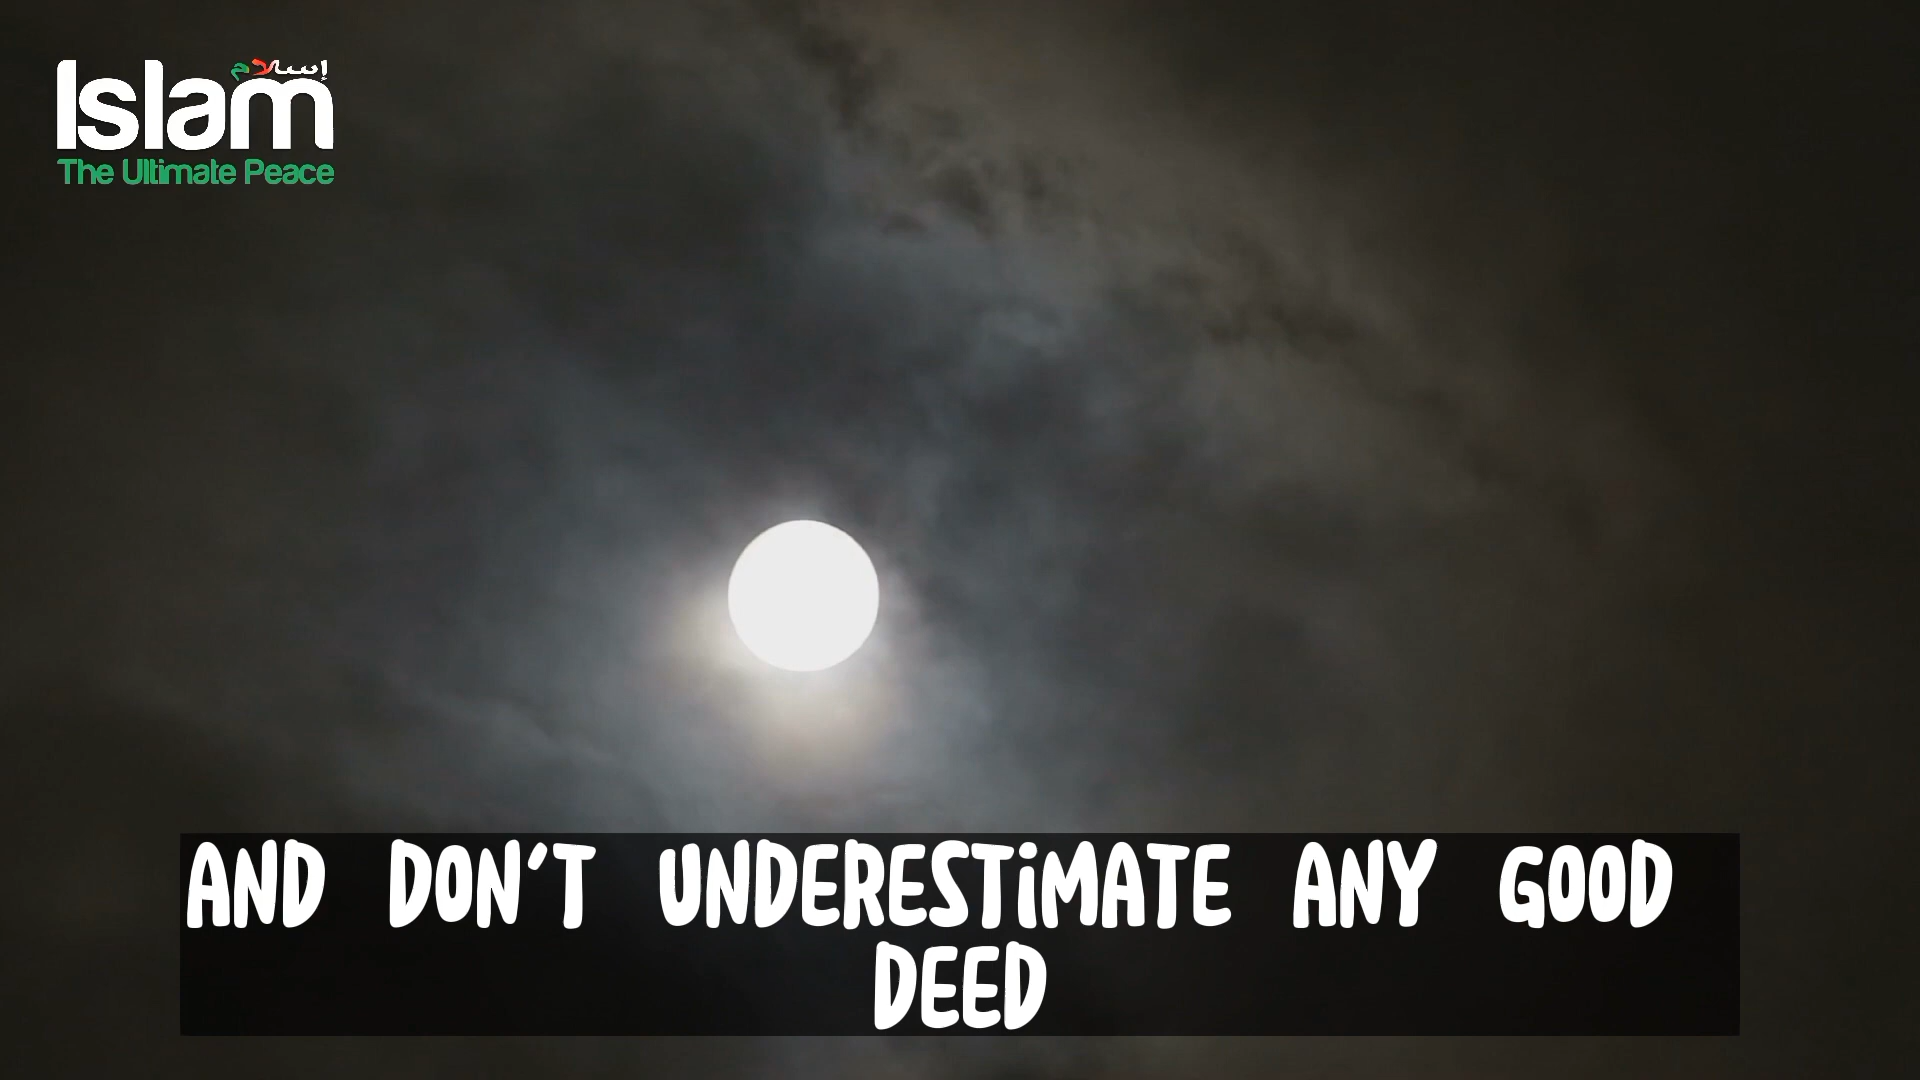 إسلام
Islam
The Ultimate Peace
AND DON'T UNDERESTIMATE ANY GOOD
DEED